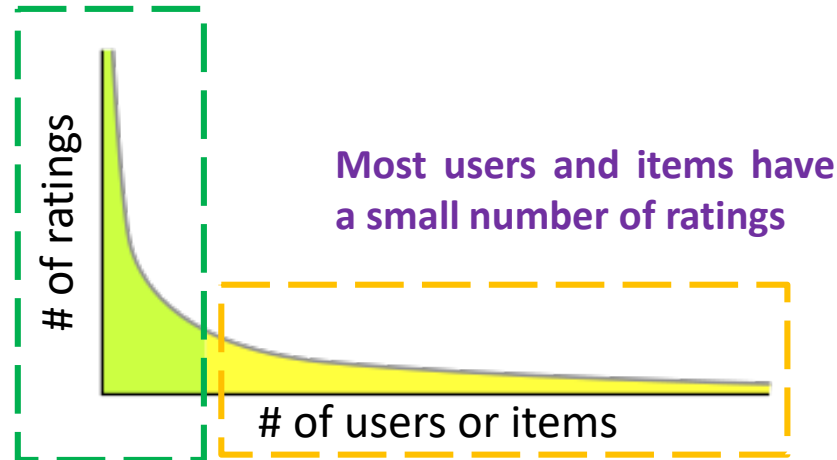 # of ratings
Most users and items have
a small number of ratings
# of users or items